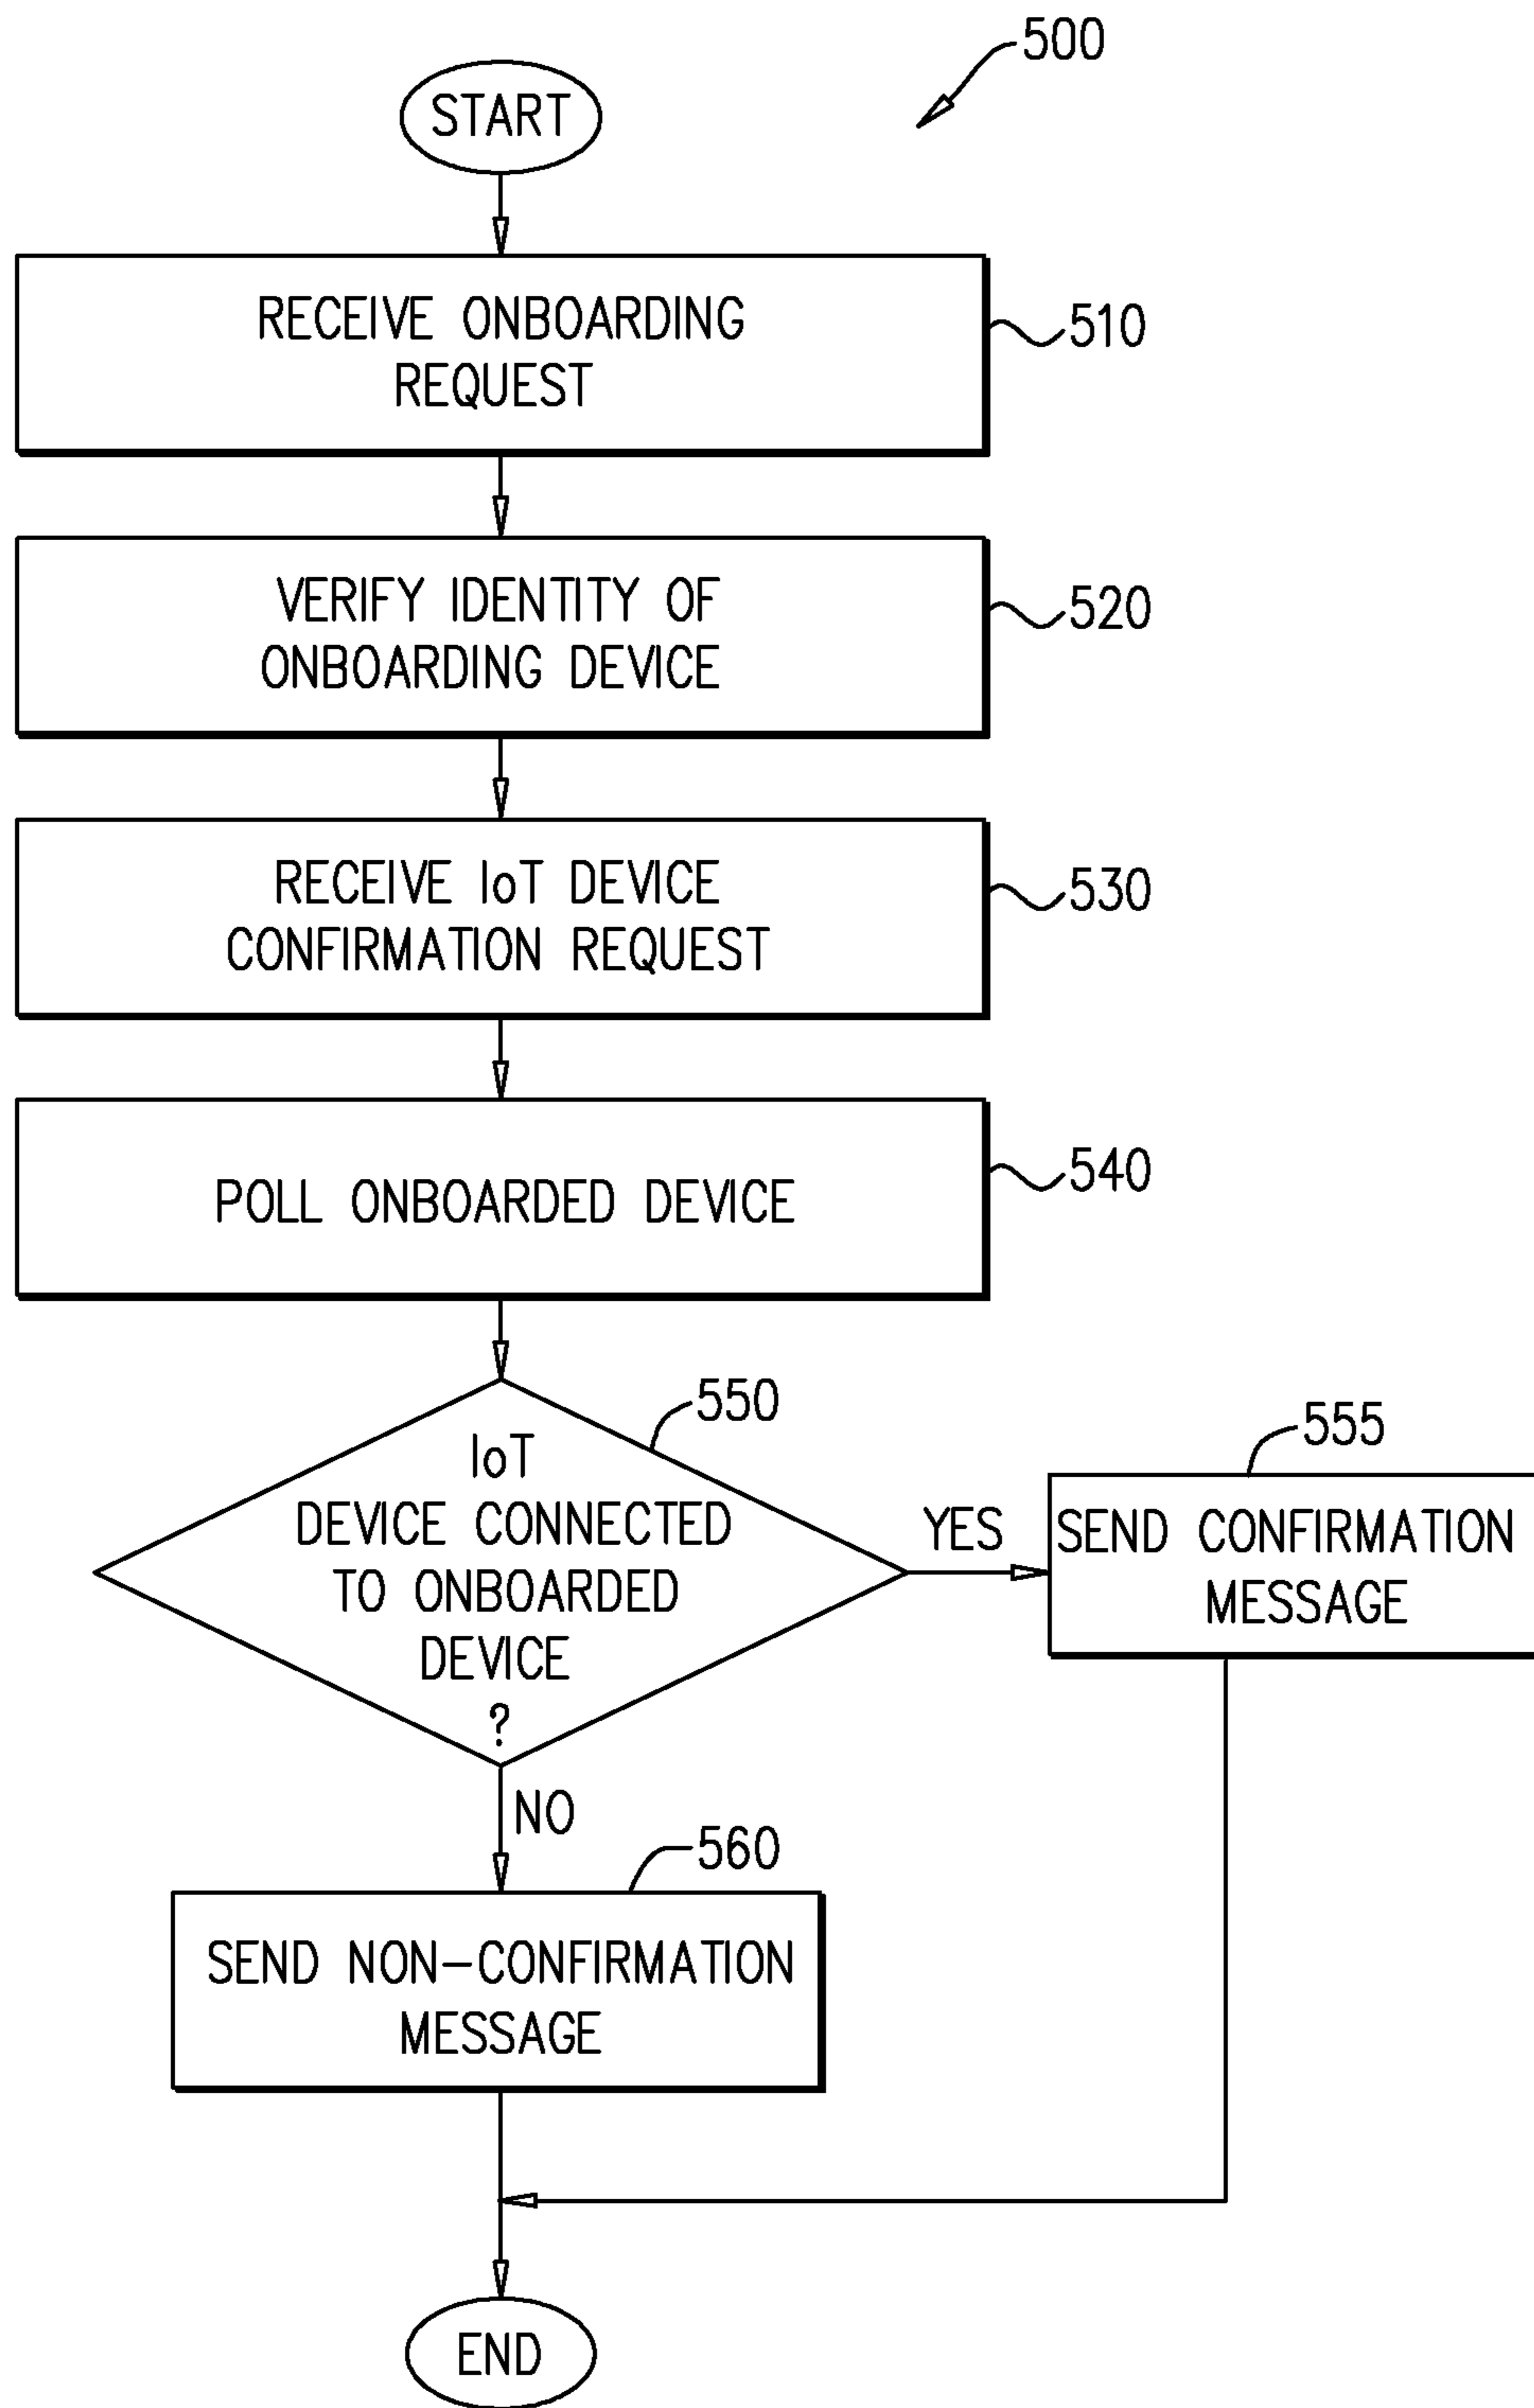 500
START
RECEIVE ONBOARDING
REQUEST
510
VERIFY IDENTITY OF
ONBOARDING DEVICE
520
RECEIVE IoT DEVICE
CONFIRMATION REQUEST
530
POLL ONBOARDED DEVICE
540
550
IoT
DEVICE CONNECTED
TO ONBOARDED
DEVICE
?
YES
555
SEND CONFIRMATION
MESSAGE
NO
560
SEND NON-CONFIRMATION
MESSAGE
END